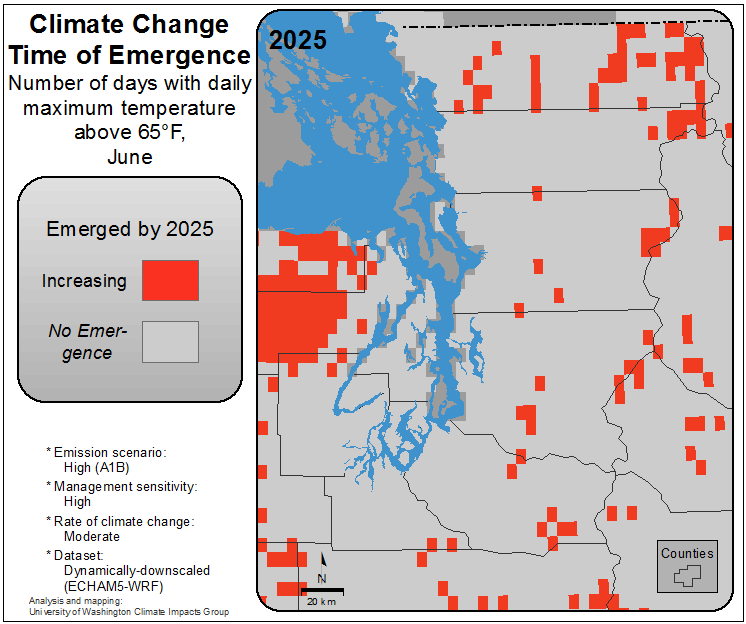 Climate Change
Time of Emergence
Number of days with daily
maximum temperature
above 65°F,
June
Emerged by 2025
Increasing
No Emer-
gence
* Emission scenario:
High (A1B)
* Management sensitivity:
High
* Rate of climate change:
Moderate
* Dataset:
Dynamically-downscaled
(ECHAM5-WRF)
Analysis and mapping:
University of Washington Climate Impacts Group
2025
N
20 km
Counties